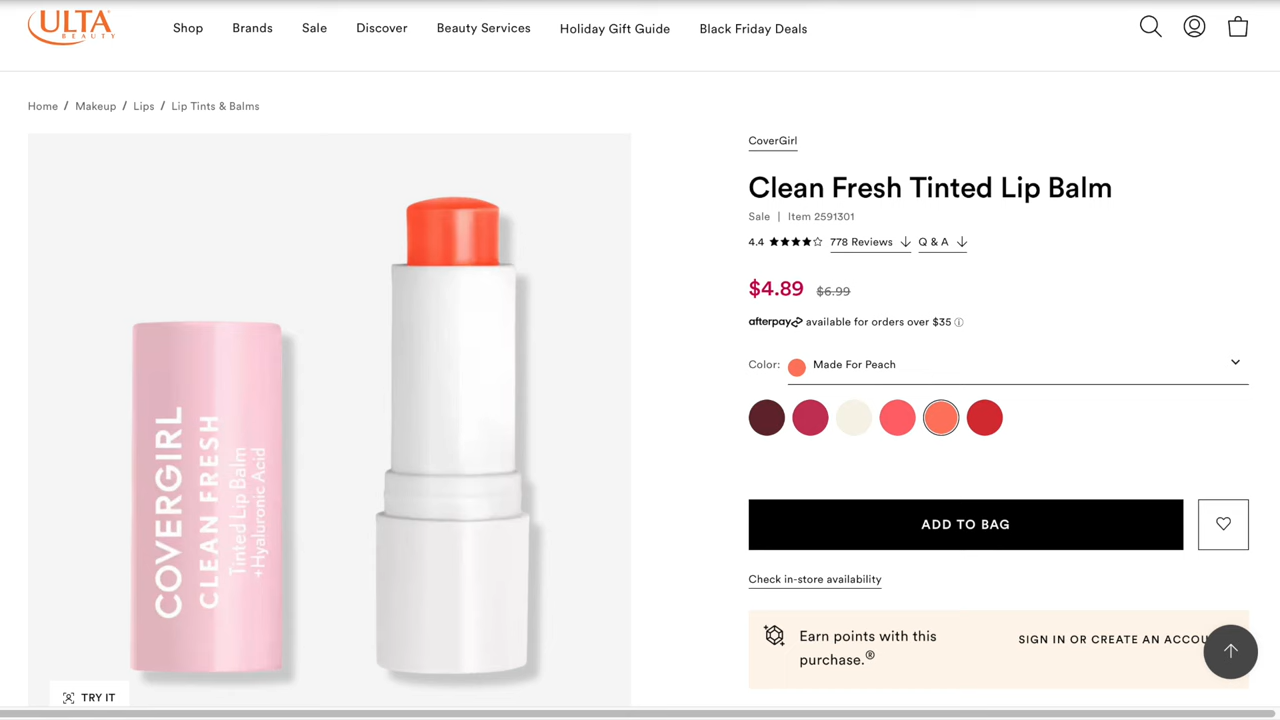 ULTA
BEAUTY
Shop
Brands
Sale
Discover
Beauty Services
Holiday Gift Guide
Black Friday Deals
Home / Makeup / Lips / Lip Tints & Balms
COVERGIRL
CLEAN FRESH
Tinted Lip Balm
+Hyaluronic Acid
TRY IT
CoverGirl
Clean Fresh Tinted Lip Balm
Sale | Item 2591301
4.4 ★★★★☆ 778 Reviews ↓ Q & A ↓
$4.89 $6.99
afterpay available for orders over $35 ⓘ
Color: Made For Peach
ADD TO BAG
Check in-store availability
Earn points with this
purchase.®
SIGN IN OR CREATE AN ACCOU